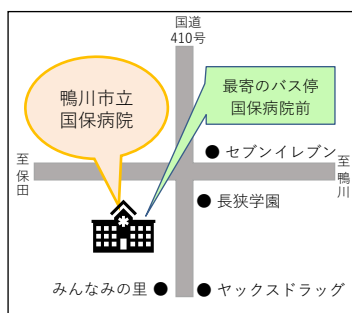 国道
410号
鴨川市立
国保病院
最寄のバス停
国保病院前
セブンイレブン
至保田
至鴨川
長狭学園
みんなみの里
ヤックスドラッグ